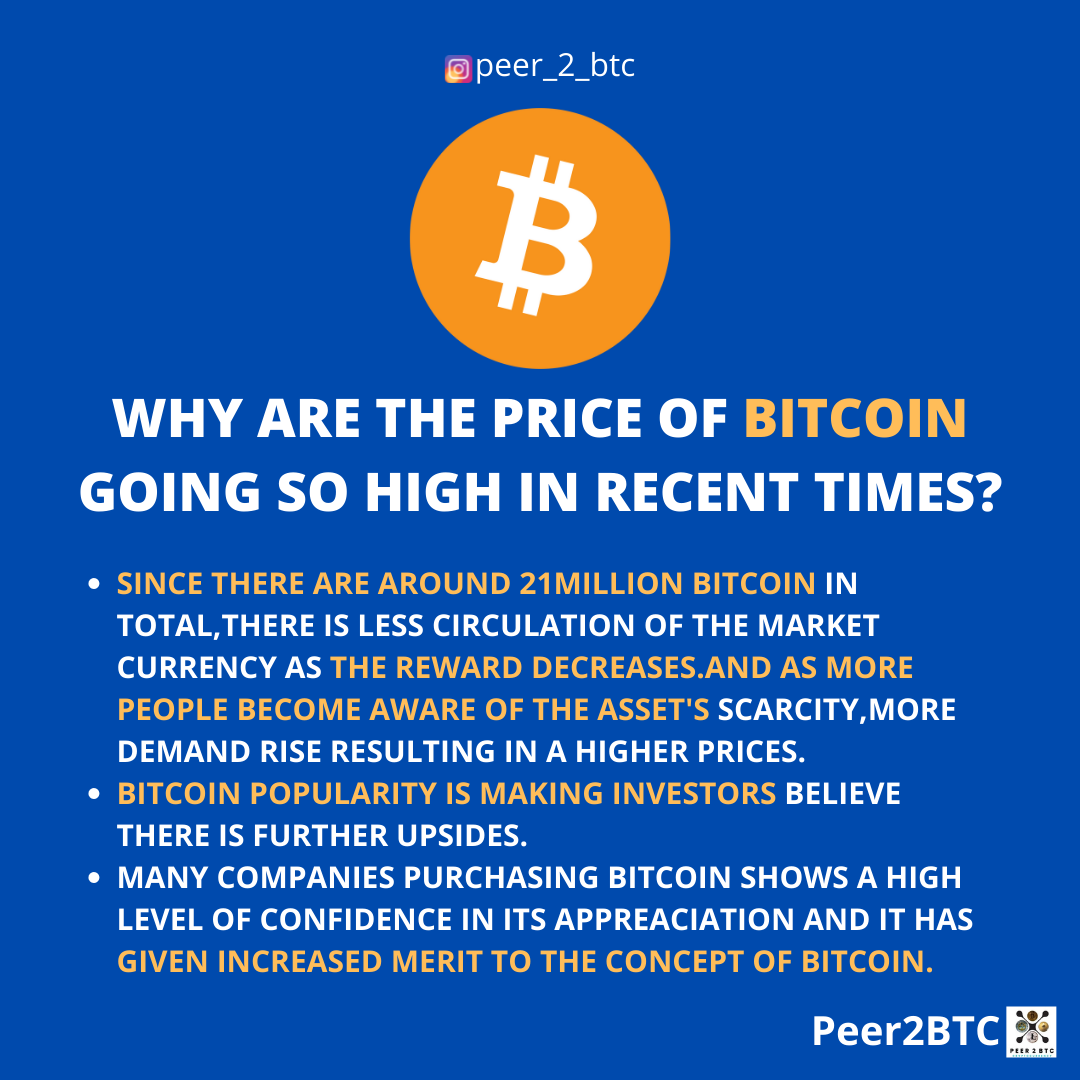 peer_2_btc
WHY ARE THE PRICE OF BITCOIN
GOING SO HIGH IN RECENT TIMES?
• SINCE THERE ARE AROUND 21MILLION BITCOIN IN
TOTAL,THERE IS LESS CIRCULATION OF THE MARKET
CURRENCY AS THE REWARD DECREASES.AND AS MORE
PEOPLE BECOME AWARE OF THE ASSET'S SCARCITY,MORE
DEMAND RISE RESULTING IN A HIGHER PRICES.
• BITCOIN POPULARITY IS MAKING INVESTORS BELIEVE
THERE IS FURTHER UPSIDES.
• MANY COMPANIES PURCHASING BITCOIN SHOWS A HIGH
LEVEL OF CONFIDENCE IN ITS APPREACIATION AND IT HAS
GIVEN INCREASED MERIT TO THE CONCEPT OF BITCOIN.
Peer2BTC
PEER 2 BTC